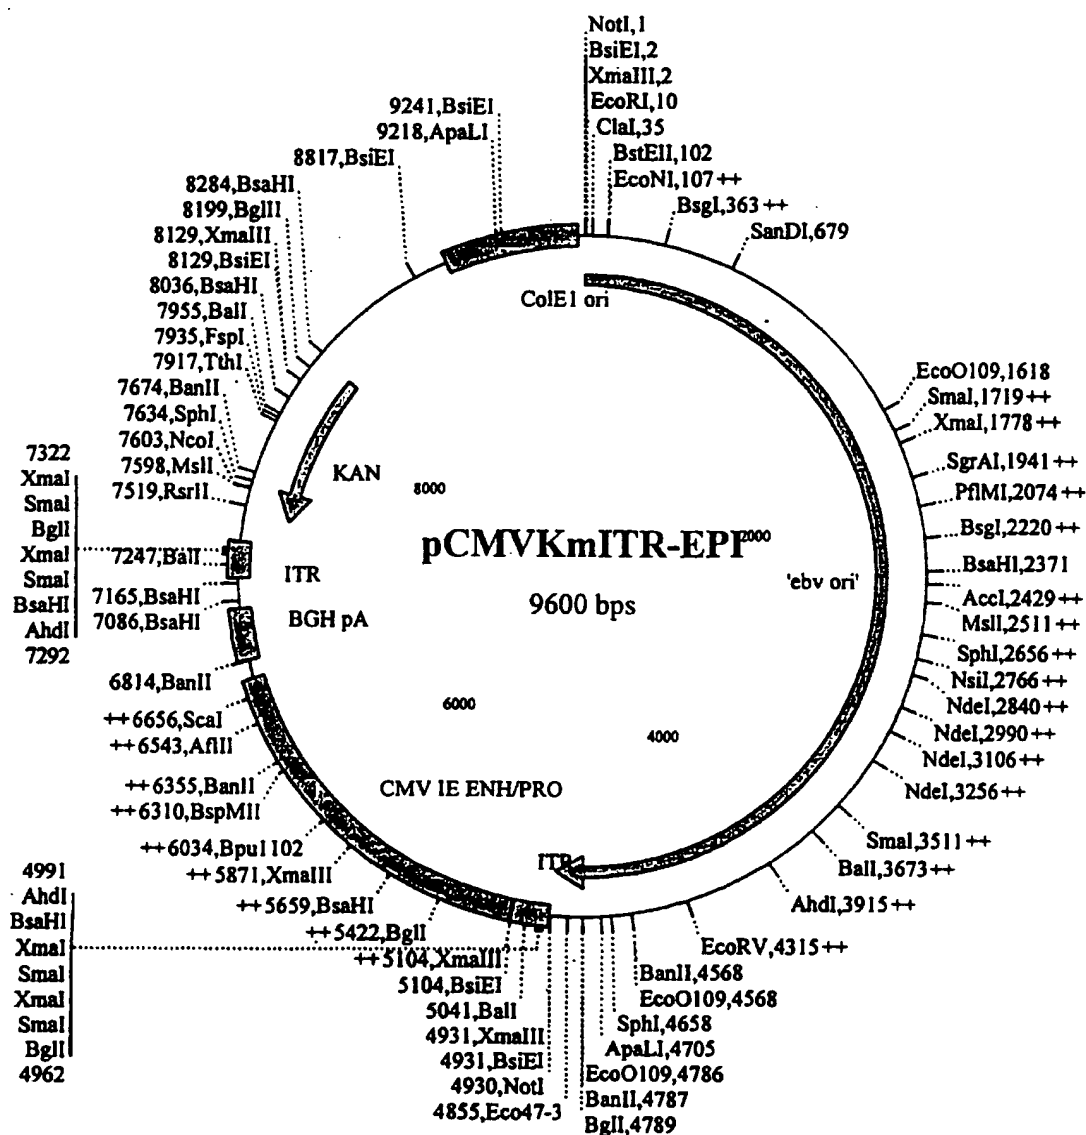 NotI,1
BsiEI,2
XmaIII,2
EcoRI,10
ClaI,35
BstEII,102
EcoNI,107++
BsgI,363++
SanDI,679
EcoO109,1618
SmaI,1719++
XmaI,1778++
SgrAI,1941++
PflMI,2074++
BsgI,2220++
BsaHI,2371
AccI,2429++
MslI,2511++
SphI,2656++
NsiI,2766++
NdeI,2840++
NdeI,2990++
NdeI,3106++
NdeI,3256++
SmaI,3511++
BalI,3673++
AhdI,3915++
EcoRV,4315++
BanII,4568
EcoO109,4568
SphI,4658
ApaLI,4705
EcoO109,4786
BanII,4787
BglI,4789
4855,Eco47-3
4930,NotI
4931,BsiEI
4931,XmaIII
5041,BalI
5104,BsiEI
++5104,XmaIII
++5422,BglI
++5659,BsaHI
++5871,XmaIII
++6034,Bpu1102
++6310,BspMII
++6355,BanII
++6543,AflII
++6656,ScaI
6814,BanII
7086,BsaHI
7165,BsaHI
7247,BalI
7519,RsrII
7598,MslI
7603,NcoI
7634,SphI
7674,BanII
7917,TthI
7935,FspI
7955,BalI
8036,BsaHI
8129,BsiEI
8129,XmaIII
8199,BglII
8284,BsaHI
8817,BsiEI
9218,ApaLI
9241,BsiEI
7322
XmaI
SmaI
BglI
XmaI
SmaI
BsaHI
AhdI
7292
4991
AhdI
BsaHI
XmaI
SmaI
XmaI
SmaI
BglI
4962
ColE1 ori
KAN
8000
pCMVKmITR-EPI
2000
9600 bps
'ebv ori'
ITR
BGH pA
6000
4000
CMV IE ENH/PRO
ITR